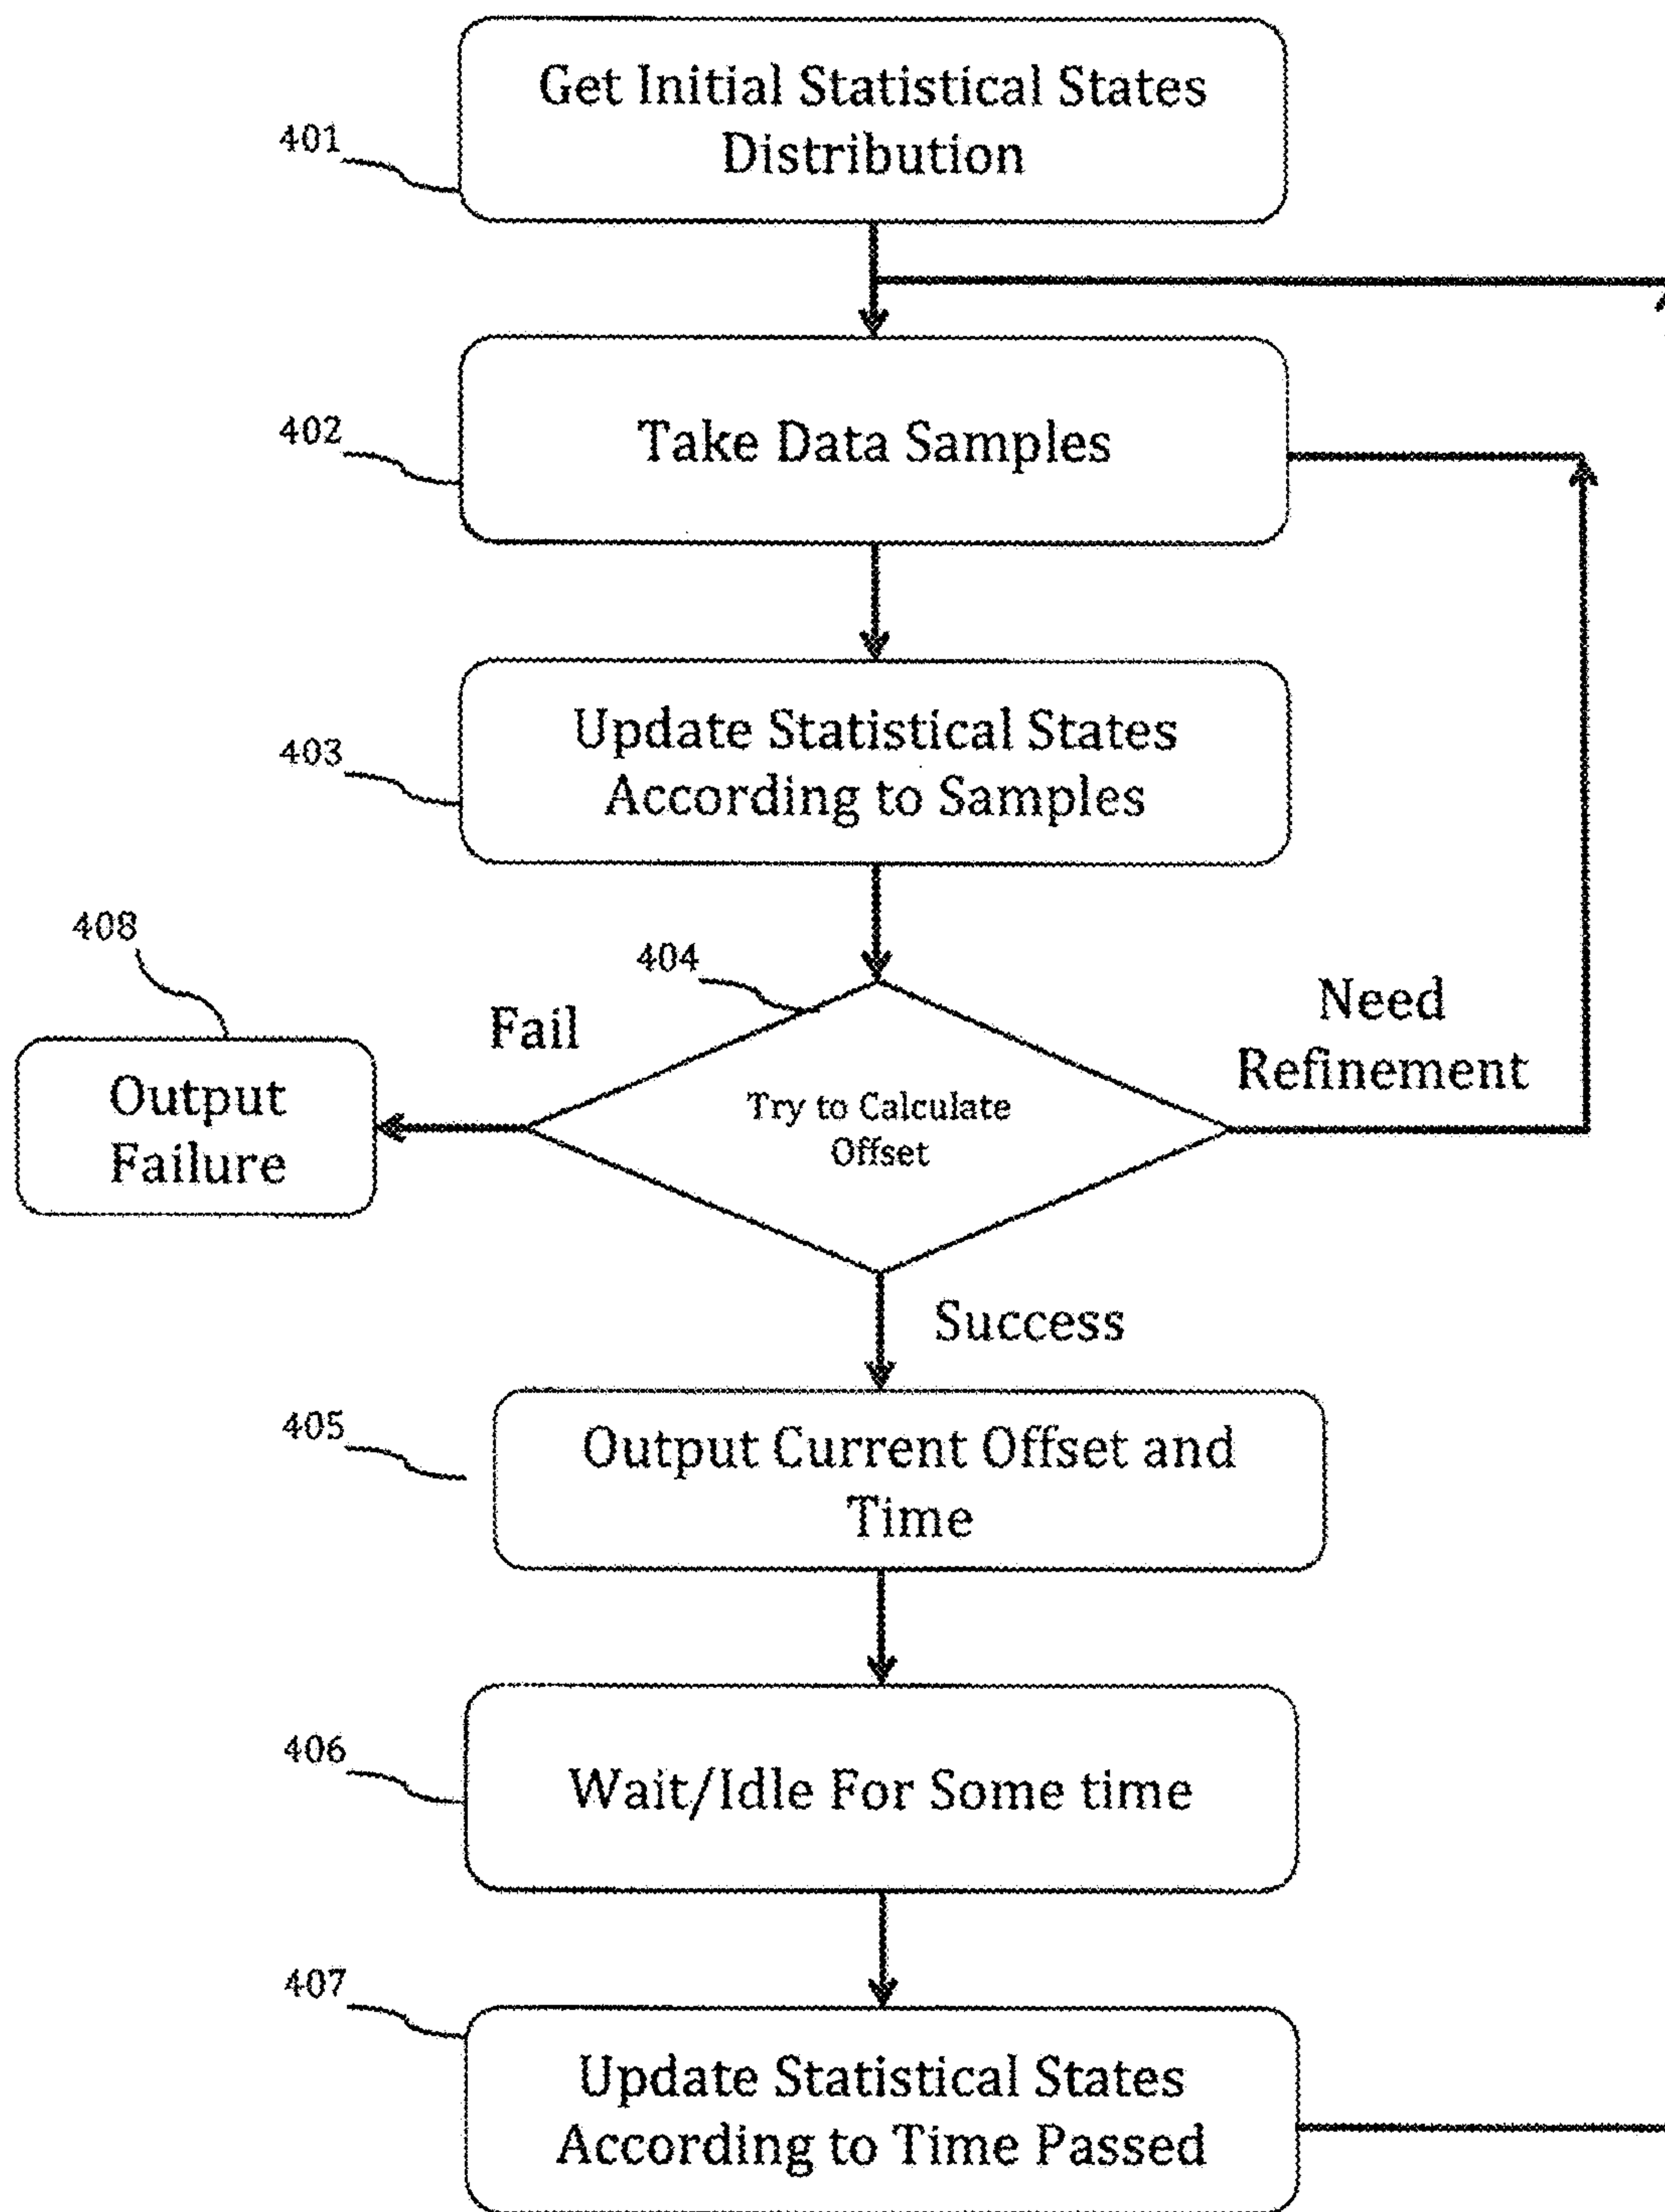 Get Initial Statistical States
Distribution
401
Take Data Samples
402
Update Statistical States
According to Samples
403
408
404
Fail
Need
Refinement
Output
Failure
Try to Calculate
Offset
Success
405
Output Current Offset and
Time
406
Wait/Idle For Some time
407
Update Statistical States
According to Time Passed